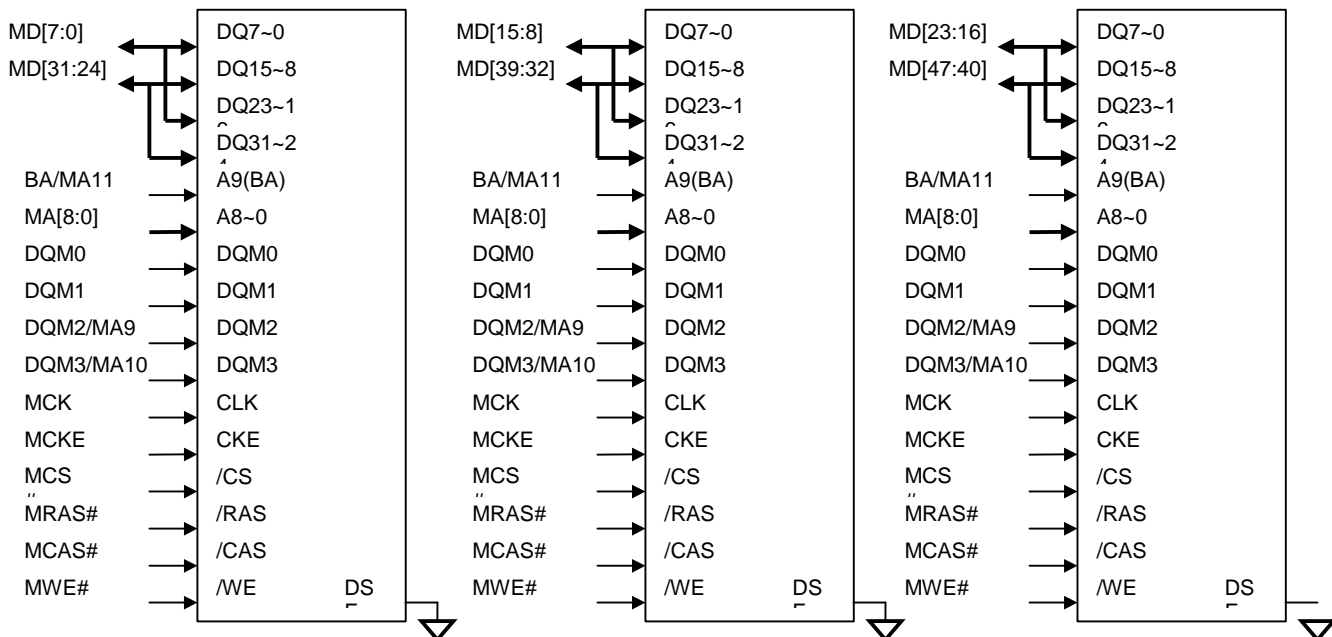 MD[7:0] DQ7~0 MD[15:8] DQ7~0 MD[23:16] DQ7~0
MD[31:24] DQ15~8 MD[39:32] DQ15~8 MD[47:40] DQ15~8
DQ23~1 DQ23~1 DQ23~1
DQ31~2 DQ31~2 DQ31~2
BA/MA11 A9(BA) BA/MA11 A9(BA) BA/MA11 A9(BA)
MA[8:0] A8~0 MA[8:0] A8~0 MA[8:0] A8~0
DQM0 DQM0 DQM0 DQM0 DQM0 DQM0
DQM1 DQM1 DQM1 DQM1 DQM1 DQM1
DQM2/MA9 DQM2 DQM2/MA9 DQM2 DQM2/MA9 DQM2
DQM3/MA10 DQM3 DQM3/MA10 DQM3 DQM3/MA10 DQM3
MCK CLK MCK CLK MCK CLK
MCKE CKE MCKE CKE MCKE CKE
MCS /CS MCS /CS MCS /CS
MRAS# /RAS MRAS# /RAS MRAS# /RAS
MCAS# /CAS MCAS# /CAS MCAS# /CAS
MWE# /WE DS MWE# /WE DS MWE# /WE DS